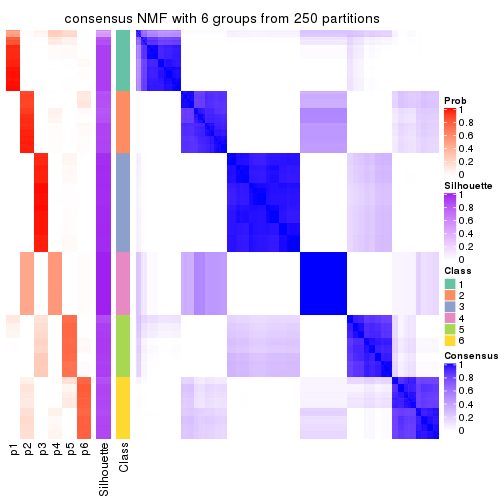 consensus NMF with 6 groups from 250 partitions
Prob
1
0.8
0.6
0.4
0.2
0
Silhouette
1
0.8
0.6
0.4
0.2
0
Class
1
2
3
4
5
6
Consensus
1
0.8
0.6
0.4
0.2
0
p1
p2
p3
p4
p5
p6
Silhouette
Class